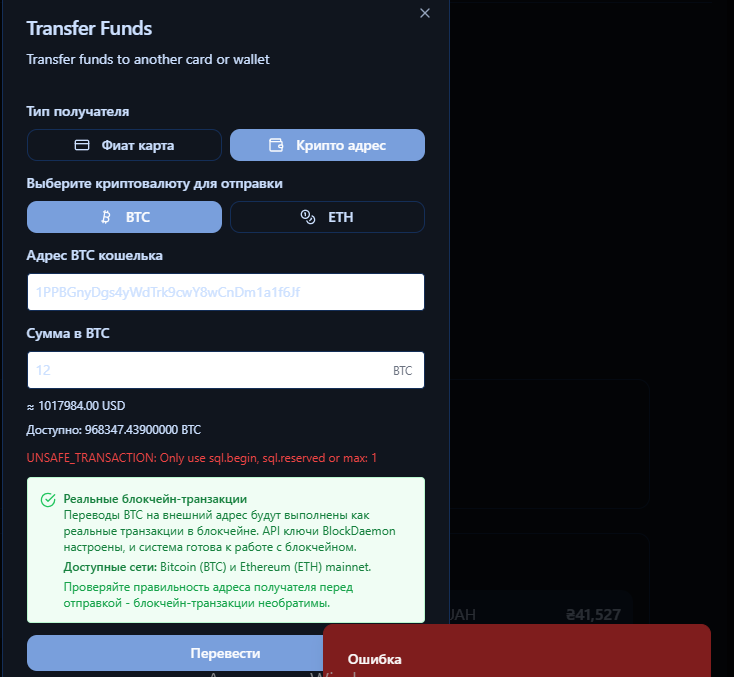 Transfer Funds
Transfer funds to another card or wallet
Тип получателя
Фиат карта
Крипто адрес
Выберите криптовалюту для отправки
BTC
ETH
Адрес BTC кошелька
1PPBGnyDgs4yWdTrk9cwY8wCnDm1a1f6Jf
Сумма в BTC
12
BTC
≈ 1017984.00 USD
Доступно: 968347.43900000 BTC
UNSAFE_TRANSACTION: Only use sql.begin, sql.reserved or max: 1
Реальные блокчейн-транзакции
Переводы BTC на внешний адрес будут выполнены как
реальные транзакции в блокчейне. API ключи BlockDaemon
настроены, и система готова к работе с блокчейном.
Доступные сети: Bitcoin (BTC) и Ethereum (ETH) mainnet.
Проверяйте правильность адреса получателя перед
отправкой - блокчейн-транзакции необратимы.
UAH
₴41,527
Перевести
Ошибка